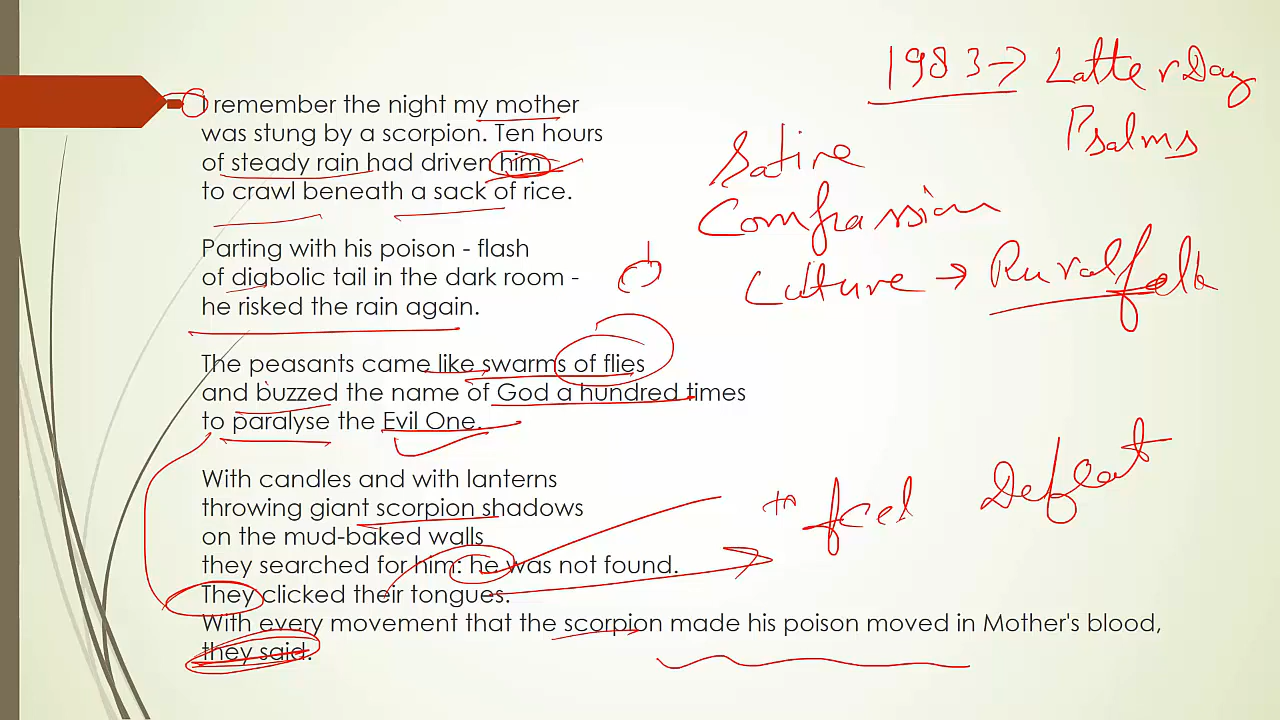 I remember the night my mother
was stung by a scorpion. Ten hours
of steady rain had driven him
to crawl beneath a sack of rice.
Parting with his poison - flash
of diabolic tail in the dark room -
he risked the rain again.
The peasants came like swarms of flies
and buzzed the name of God a hundred times
to paralyse the Evil One.
With candles and with lanterns
throwing giant scorpion shadows
on the mud-baked walls
they searched for him: he was not found.
They clicked their tongues.
With every movement that the scorpion made his poison moved in Mother's blood,
they said.
1983 → Latter Day
Psalms
Satire
Compassion
Culture → Rural folk
to feel Defeat